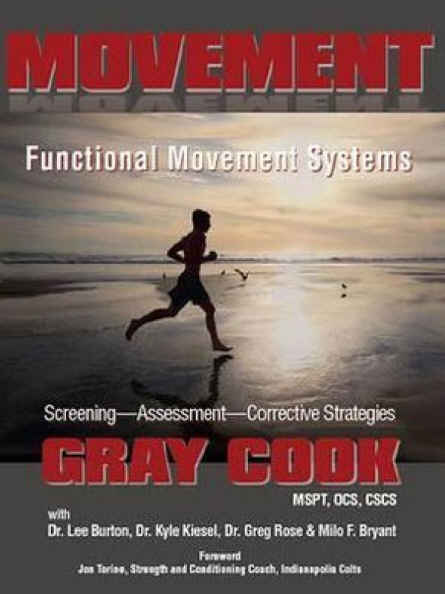 MOVEMENT
Functional Movement Systems
Screening—Assessment—Corrective Strategies
GRAY COOK
MSPT, OCS, CSCS
with
Dr. Lee Burton, Dr. Kyle Kiesel, Dr. Greg Rose & Milo F. Bryant
Foreword
Jon Torine, Strength and Conditioning Coach, Indianapolis Colts